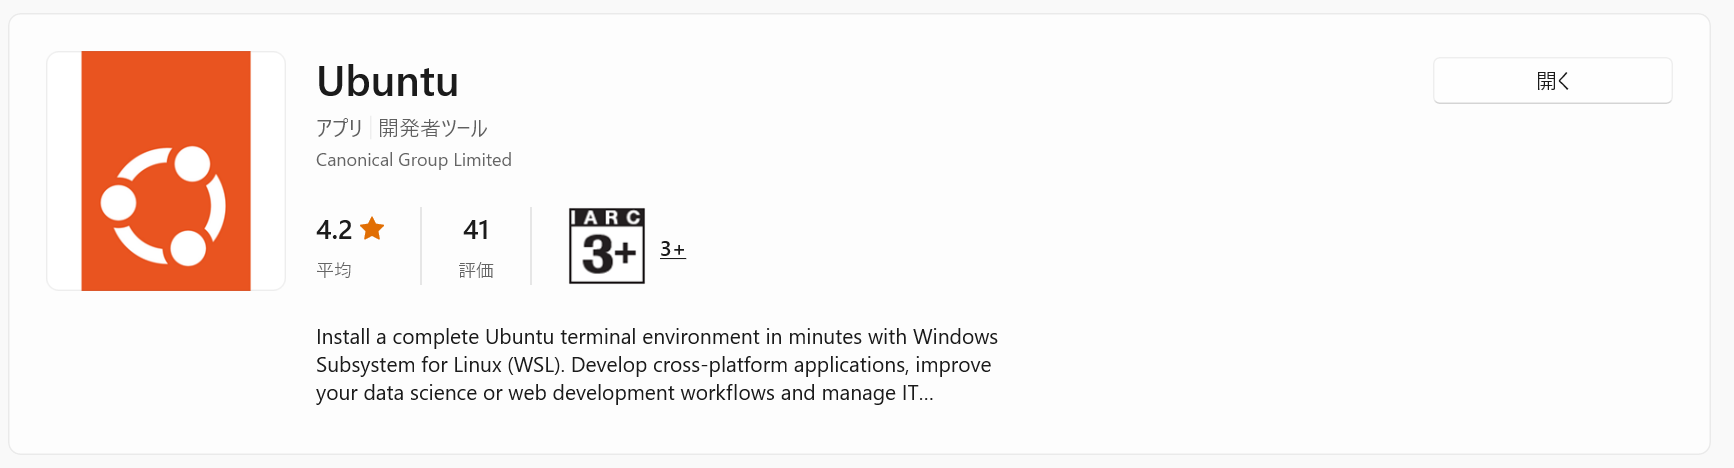 Ubuntu
開く
アプリ 開発者ツール
Canonical Group Limited
4.2 41 IARC 3+ 3+
平均 評価
Install a complete Ubuntu terminal environment in minutes with Windows
Subsystem for Linux (WSL). Develop cross-platform applications, improve
your data science or web development workflows and manage IT...